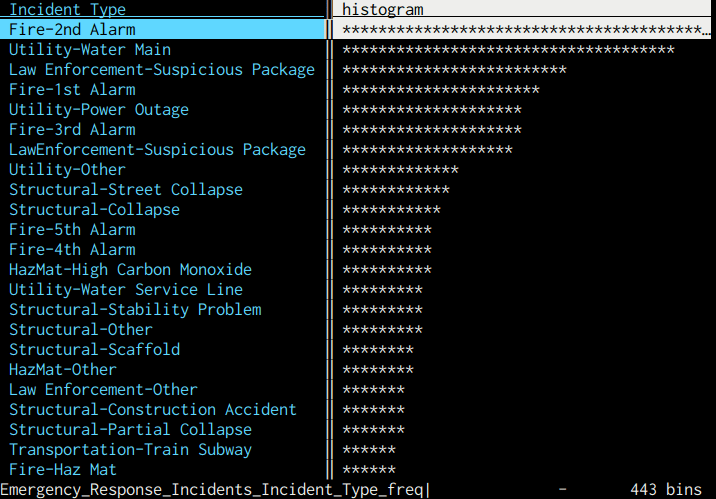 Incident Type ‖ histogram
Fire-2nd Alarm ‖ ****************************************…
Utility-Water Main ‖ *************************************
Law Enforcement-Suspicious Package ‖ *************************
Fire-1st Alarm ‖ **********************
Utility-Power Outage ‖ ********************
Fire-3rd Alarm ‖ ********************
LawEnforcement-Suspicious Package ‖ *******************
Utility-Other ‖ *************
Structural-Street Collapse ‖ ************
Structural-Collapse ‖ ***********
Fire-5th Alarm ‖ **********
Fire-4th Alarm ‖ **********
HazMat-High Carbon Monoxide ‖ **********
Utility-Water Service Line ‖ *********
Structural-Stability Problem ‖ *********
Structural-Other ‖ *********
Structural-Scaffold ‖ ********
HazMat-Other ‖ ********
Law Enforcement-Other ‖ *******
Structural-Construction Accident ‖ *******
Structural-Partial Collapse ‖ *******
Transportation-Train Subway ‖ ******
Fire-Haz Mat ‖ ******
Emergency_Response_Incidents_Incident_Type_freq| - 443 bins